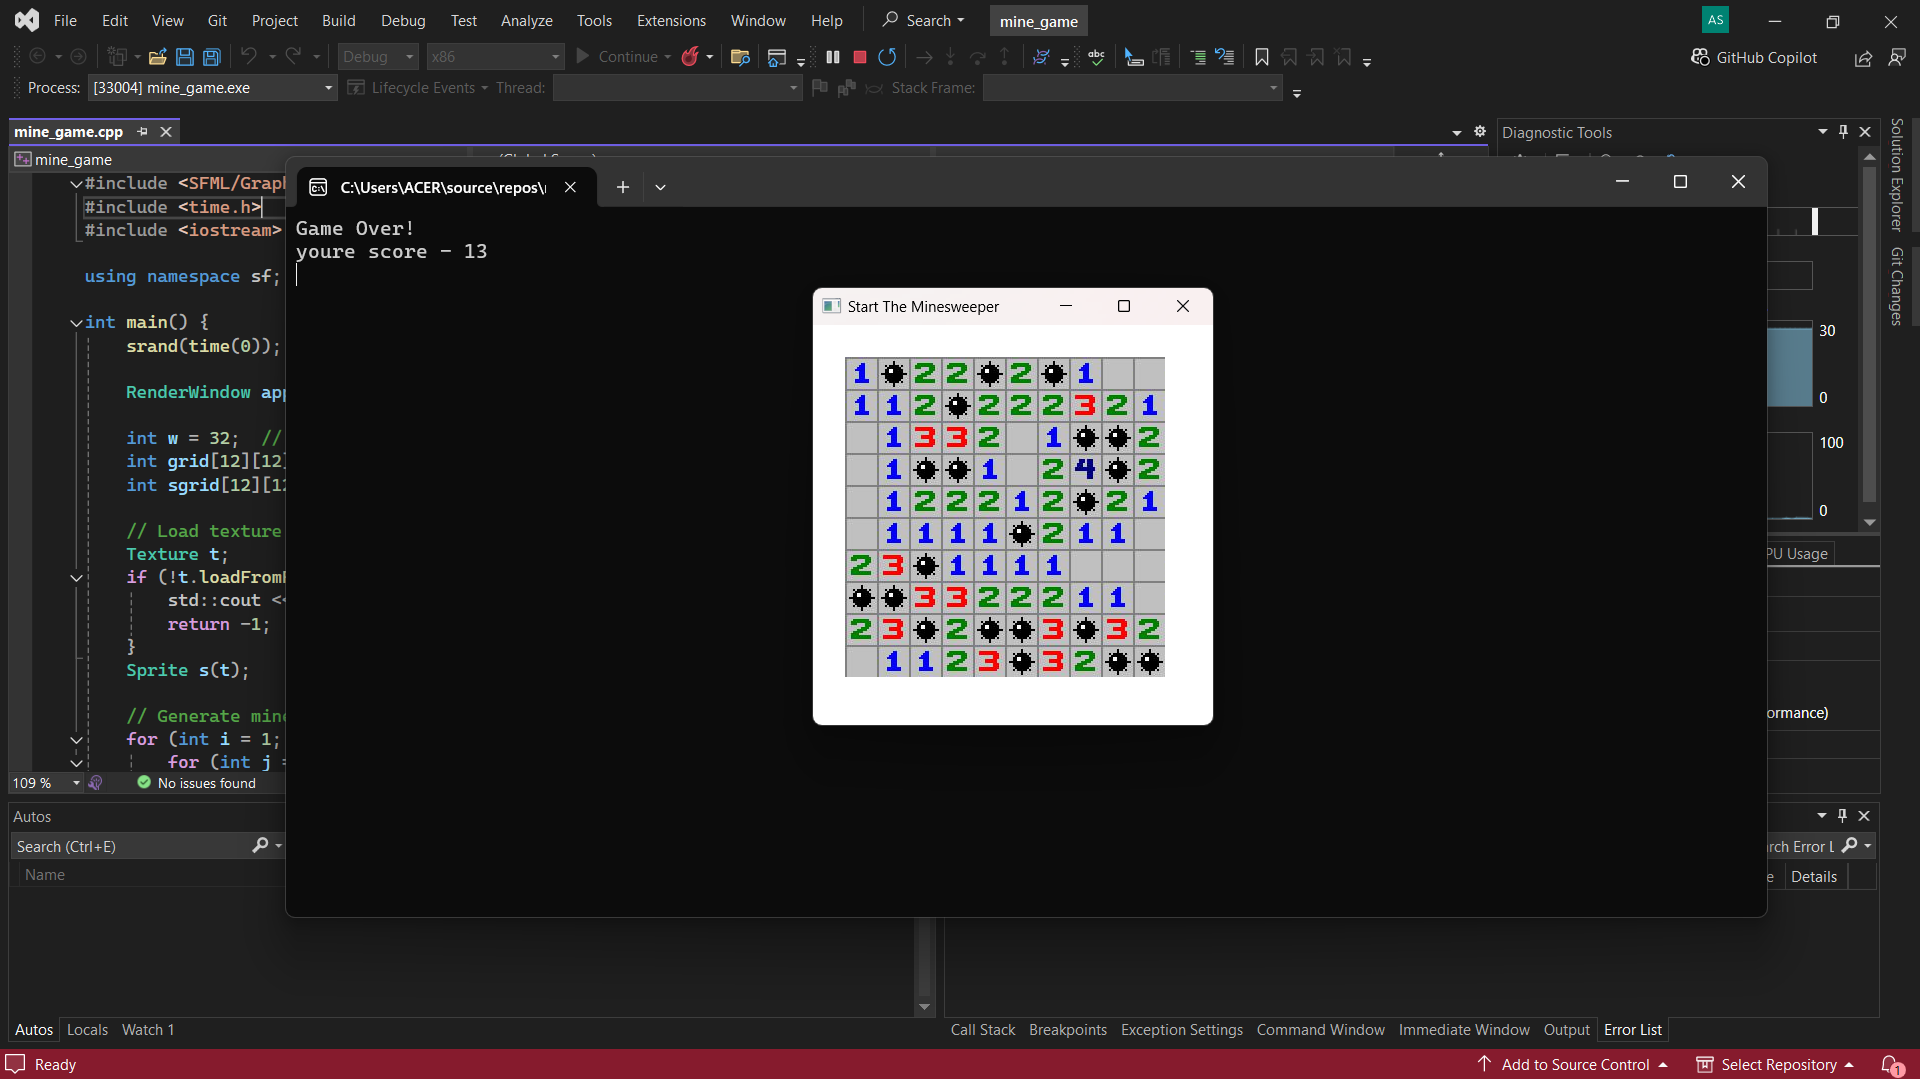 File Edit View Git Project Build Debug Test Analyze Tools Extensions Window Help Search mine_game AS
Debug x86 Continue abc GitHub Copilot
Process: [33004] mine_game.exe Lifecycle Events Thread: Stack Frame:
mine_game.cpp
Diagnostic Tools
mine_game
Solution Explorer
Git Changes
#include <SFML/Graph
#include <time.h>
#include <iostream>
using namespace sf;
int main() {
srand(time(0));
RenderWindow app
int w = 32; //
int grid[12][12]
int sgrid[12][12
// Load texture
Texture t;
if (!t.loadFromF
std::cout <<
return -1;
}
Sprite s(t);
// Generate mine
for (int i = 1;
for (int j =
109 % No issues found
C:\Users\ACER\source\repos\
Game Over!
youre score - 13
Start The Minesweeper
1 2 2 2 1
1 1 2 2 2 2 3 2 1
1 3 3 2 1 2
1 1 2 4 2
1 2 2 2 1 2 2 1
1 1 1 1 2 1 1
2 3 1 1 1 1
3 3 2 2 2 1 1
2 3 2 3 3 2
1 1 2 3 3 2
30
0
100
0
PU Usage
ormance)
Autos
Search (Ctrl+E)
Name
rch Error L
e Details
Autos Locals Watch 1
Call Stack Breakpoints Exception Settings Command Window Immediate Window Output Error List
Ready Add to Source Control Select Repository 1